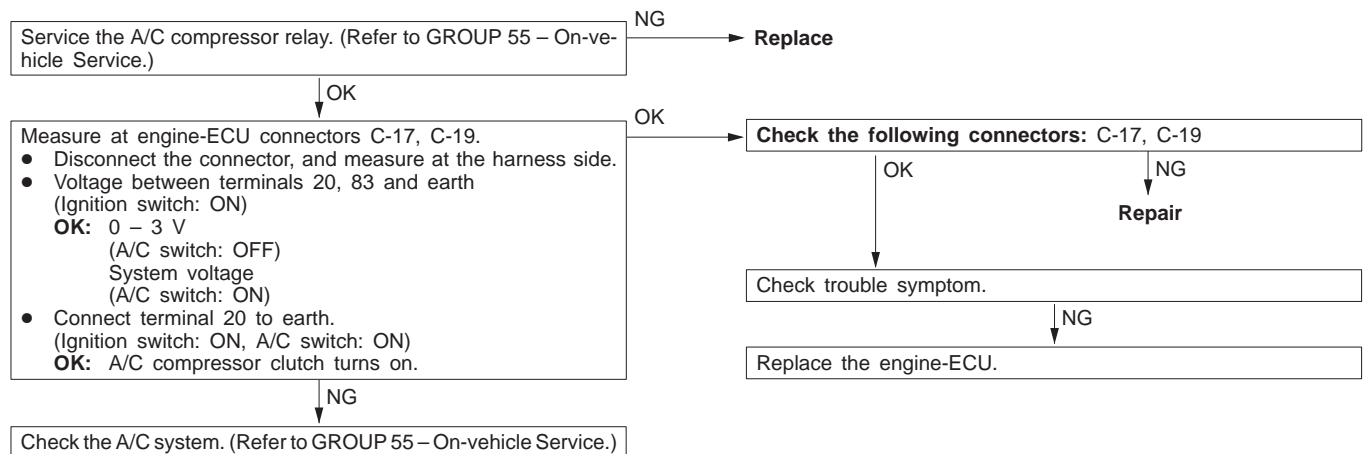 Service the A/C compressor relay. (Refer to GROUP 55 – On-ve-
hicle Service.)
NG
Replace
OK
Measure at engine-ECU connectors C-17, C-19.
● Disconnect the connector, and measure at the harness side.
● Voltage between terminals 20, 83 and earth
(Ignition switch: ON)
OK: 0 – 3 V
(A/C switch: OFF)
System voltage
(A/C switch: ON)
● Connect terminal 20 to earth.
(Ignition switch: ON, A/C switch: ON)
OK: A/C compressor clutch turns on.
OK
Check the following connectors: C-17, C-19
OK
NG
Repair
Check trouble symptom.
NG
Replace the engine-ECU.
NG
Check the A/C system. (Refer to GROUP 55 – On-vehicle Service.)